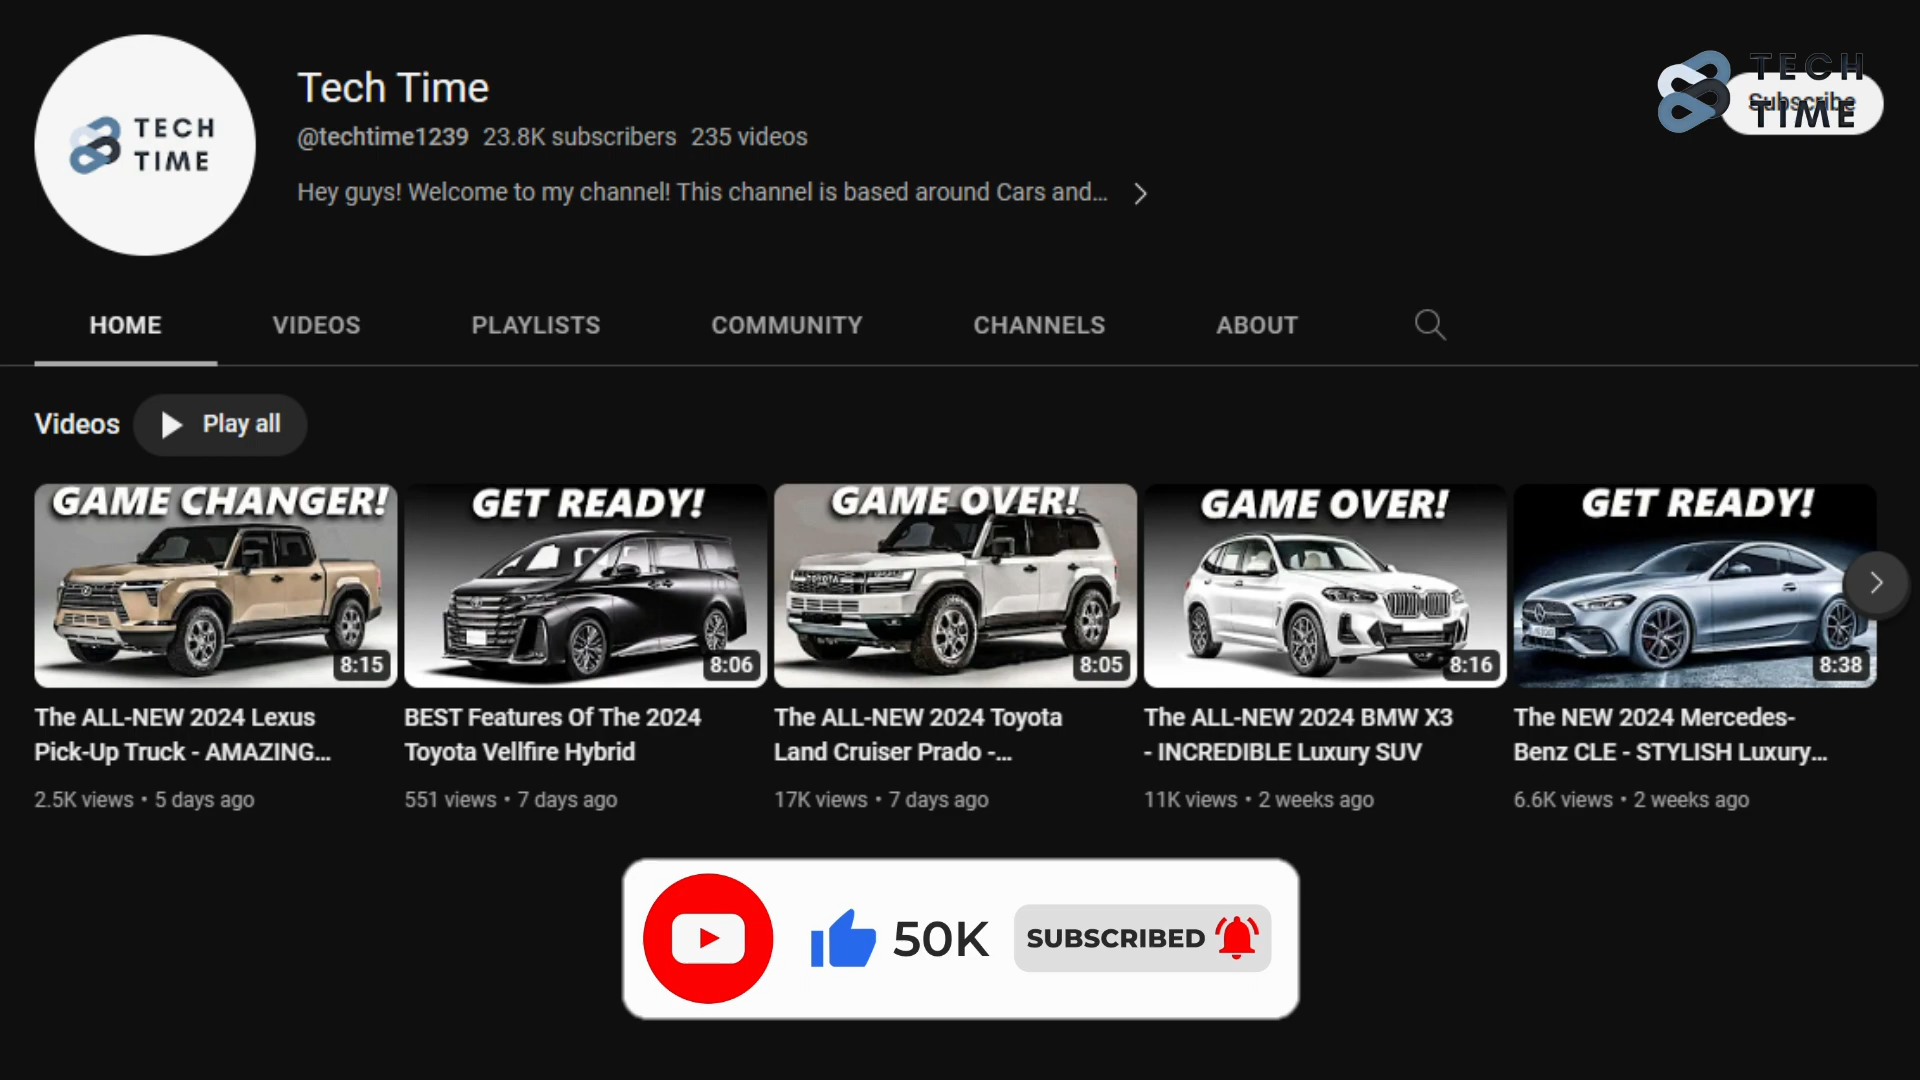 TECH
TIME
Tech Time
@techtime1239 23.8K subscribers 235 videos
Hey guys! Welcome to my channel! This channel is based around Cars and...
Subscribe
TECH
TIME
HOME VIDEOS PLAYLISTS COMMUNITY CHANNELS ABOUT
Videos Play all
GAME CHANGER!
8:15
The ALL-NEW 2024 Lexus
Pick-Up Truck - AMAZING...
2.5K views • 5 days ago
GET READY!
8:06
BEST Features Of The 2024
Toyota Vellfire Hybrid
551 views • 7 days ago
GAME OVER!
TOYOTA
8:05
The ALL-NEW 2024 Toyota
Land Cruiser Prado -...
17K views • 7 days ago
GAME OVER!
8:16
The ALL-NEW 2024 BMW X3
- INCREDIBLE Luxury SUV
11K views • 2 weeks ago
GET READY!
8:38
The NEW 2024 Mercedes-
Benz CLE - STYLISH Luxury...
6.6K views • 2 weeks ago
50K SUBSCRIBED